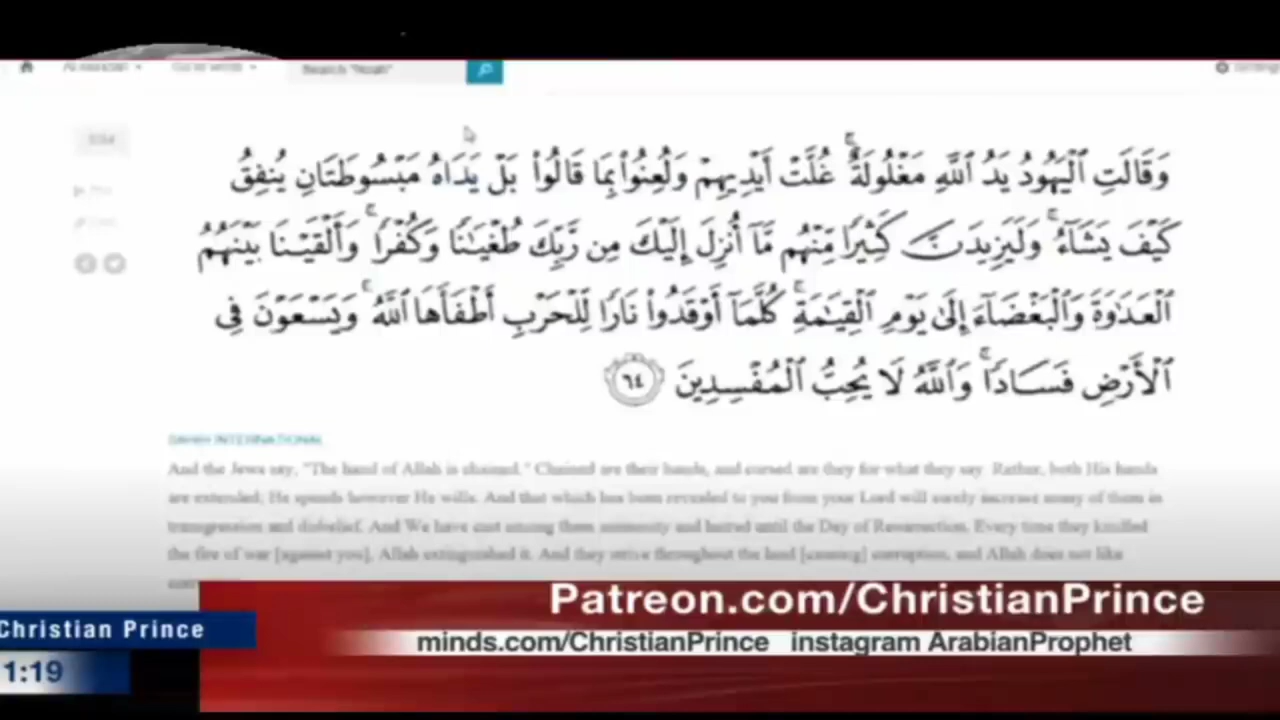 Search "Noah"
5:64
وَقَالَتِ ٱلْيَهُودُ يَدُ ٱللَّهِ مَغْلُولَةٌ ۚ غُلَّتْ أَيْدِيهِمْ وَلُعِنُوا۟ بِمَا قَالُوا۟ بَلْ يَدَاهُ مَبْسُوطَتَانِ يُنفِقُ
كَيْفَ يَشَآءُ ۚ وَلَيَزِيدَنَّ كَثِيرًا مِّنْهُم مَّآ أُنزِلَ إِلَيْكَ مِن رَّبِّكَ طُغْيَـٰنًا وَكُفْرًا ۚ وَأَلْقَيْنَا بَيْنَهُمُ
ٱلْعَدَٰوَةَ وَٱلْبَغْضَآءَ إِلَىٰ يَوْمِ ٱلْقِيَـٰمَةِ ۚ كُلَّمَآ أَوْقَدُوا۟ نَارًا لِّلْحَرْبِ أَطْفَأَهَا ٱللَّهُ ۚ وَيَسْعَوْنَ فِى
ٱلْأَرْضِ فَسَادًا ۚ وَٱللَّهُ لَا يُحِبُّ ٱلْمُفْسِدِينَ ٦٤
SAHIH INTERNATIONAL
And the Jews say, "The hand of Allah is chained." Chained are their hands, and cursed are they for what they say. Rather, both His hands
are extended; He spends however He wills. And that which has been revealed to you from your Lord will surely increase many of them in
transgression and disbelief. And We have cast among them animosity and hatred until the Day of Resurrection. Every time they kindled
the fire of war [against you], Allah extinguished it. And they strive throughout the land [causing] corruption, and Allah does not like
Patreon.com/ChristianPrince
Christian Prince
minds.com/ChristianPrince instagram ArabianProphet
1:19